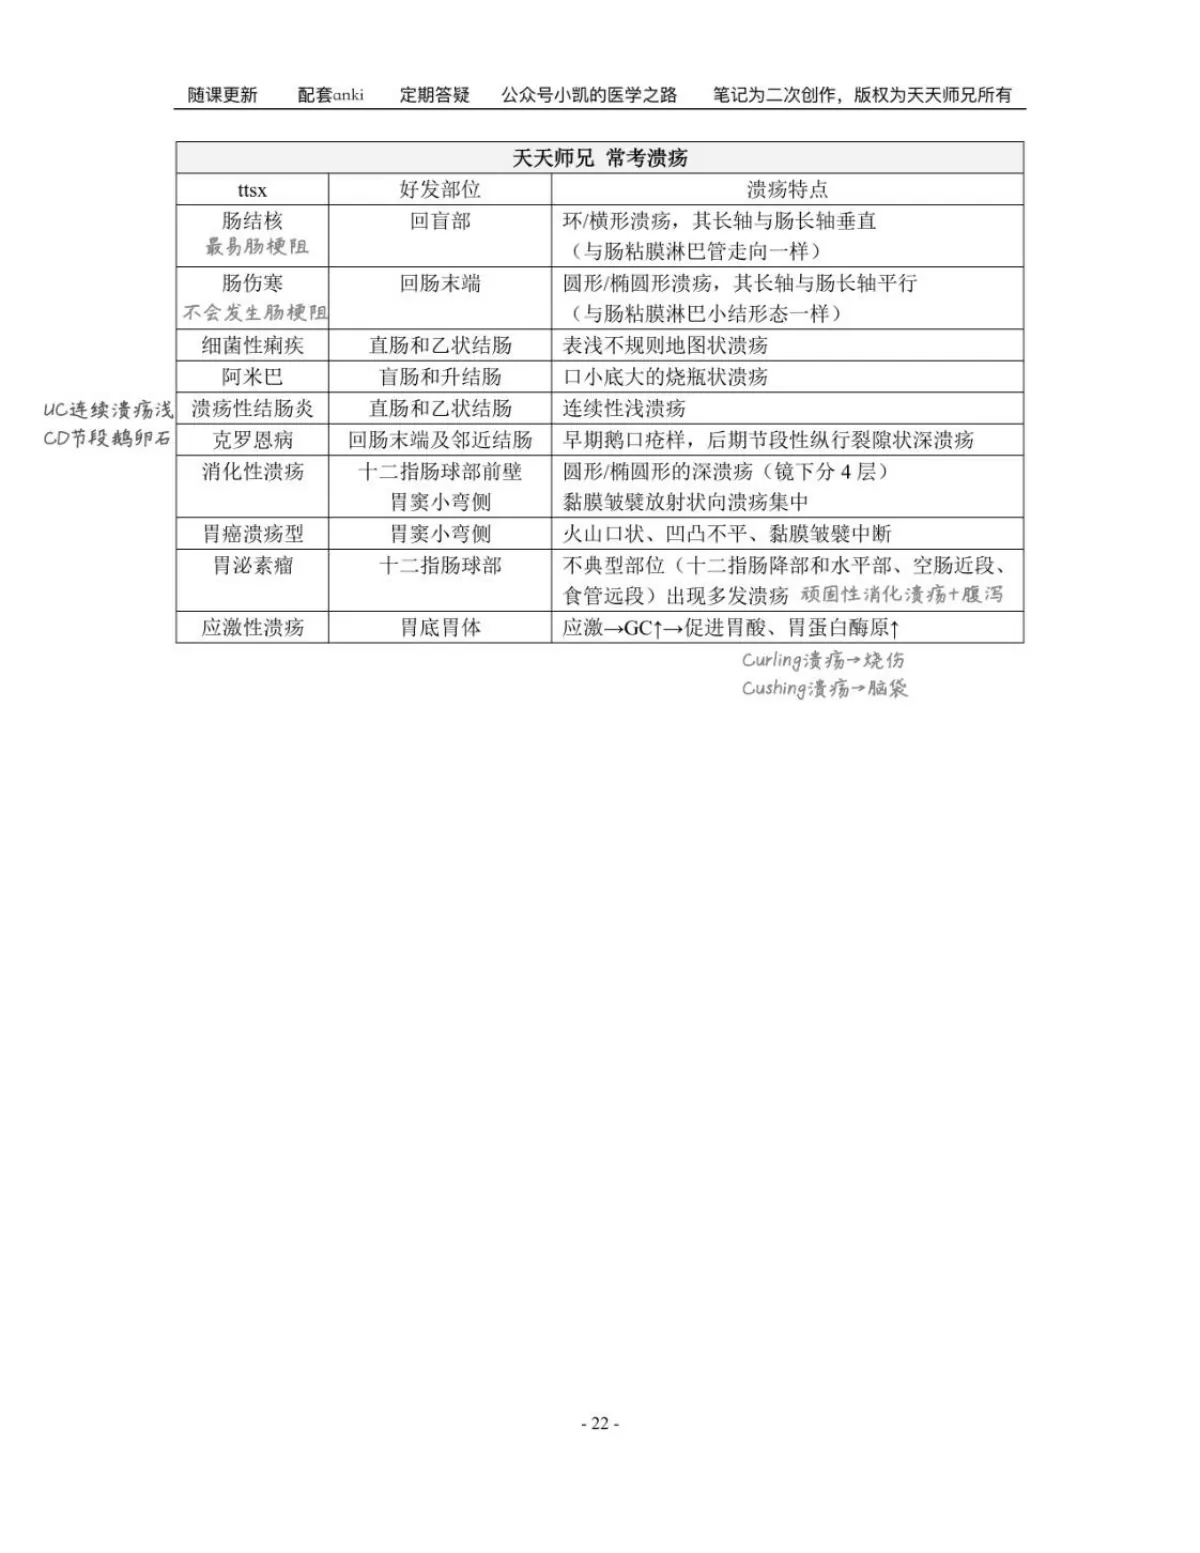 随课更新 配套anki 定期答疑 公众号小凯的医学之路 笔记为二次创作，版权为天天师兄所有
天天师兄 常考溃疡
ttsx 好发部位 溃疡特点
肠结核 回盲部 环/横形溃疡，其长轴与肠长轴垂直
最易肠梗阻 （与肠粘膜淋巴管走向一样）
肠伤寒 回肠末端 圆形/椭圆形溃疡，其长轴与肠长轴平行
不会发生肠梗阻 （与肠粘膜淋巴小结形态一样）
细菌性痢疾 直肠和乙状结肠 表浅不规则地图状溃疡
阿米巴 盲肠和升结肠 口小底大的烧瓶状溃疡
UC连续溃疡浅 溃疡性结肠炎 直肠和乙状结肠 连续性浅溃疡
CD节段鹅卵石 克罗恩病 回肠末端及邻近结肠 早期鹅口疮样，后期节段性纵行裂隙状深溃疡
消化性溃疡 十二指肠球部前壁 圆形/椭圆形的深溃疡（镜下分 4 层）
胃窦小弯侧 黏膜皱襞放射状向溃疡集中
胃癌溃疡型 胃窦小弯侧 火山口状、凹凸不平、黏膜皱襞中断
胃泌素瘤 十二指肠球部 不典型部位（十二指肠降部和水平部、空肠近段、
食管远段）出现多发溃疡 顽固性消化溃疡+腹泻
应激性溃疡 胃底胃体 应激→GC↑→促进胃酸、胃蛋白酶原↑
Curling溃疡→烧伤
Cushing溃疡→脑袋
- 22 -